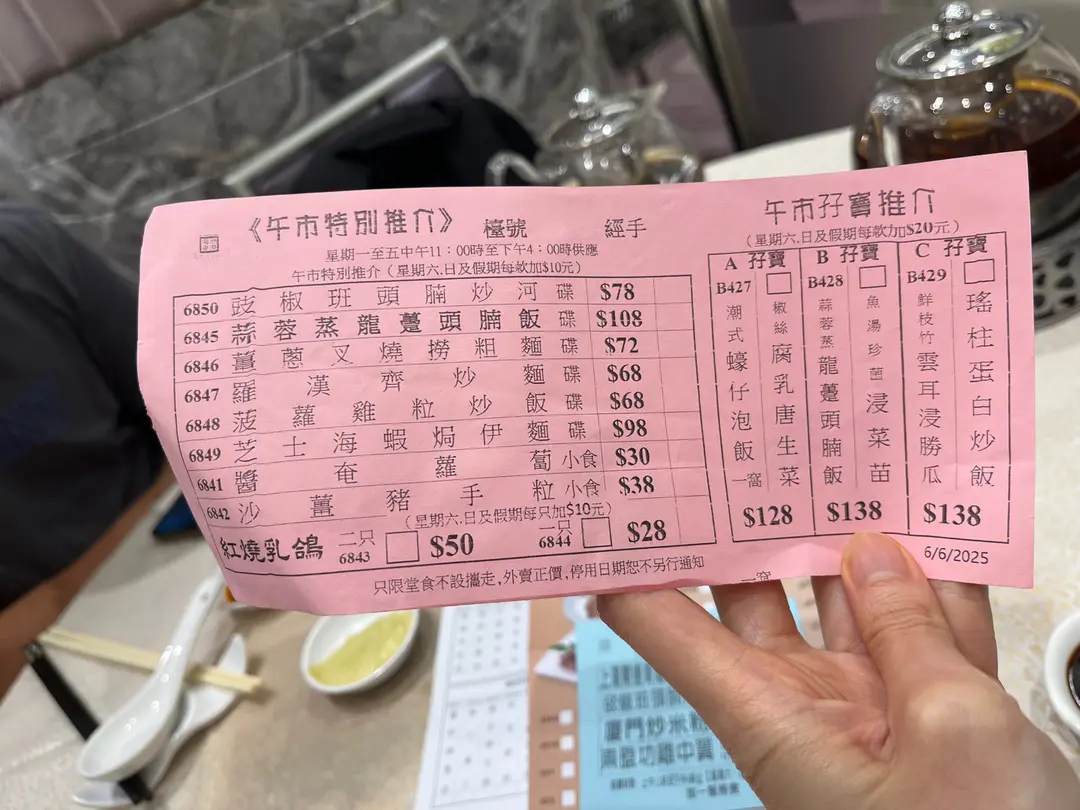 《午市特別推介》 檯號 經手
星期一至五中午11：00時至下午4：00時供應
午市特別推介（星期六.日及假期每款加$10元）
6850 豉椒班頭腩炒河 碟 $78
6845 蒜蓉蒸龍躉頭腩飯 碟 $108
6846 薑蔥叉燒撈粗麵 碟 $72
6847 羅漢齊炒麵 碟 $68
6848 菠蘿雞粒炒飯 碟 $68
6849 芝士海蝦焗伊麵 碟 $98
6841 醬奄蘿蔔 小食 $30
6842 沙薑豬手粒 小食 $38
（星期六.日及假期每只加$10元）
紅燒乳鴿 二只 6843 $50 一只 6844 $28
只限堂食不設攜走，外賣正價，停用日期恕不另行通知
午市孖寶推介
（星期六.日及假期每款加$20元）
A 孖寶
B427
潮式蠔仔泡飯 一窩
椒絲腐乳唐生菜
$128
B 孖寶
B428
蒜蓉蒸龍躉頭腩飯
魚湯珍菌浸菜苗
$138
C 孖寶
B429
鮮枝竹雲耳浸勝瓜
瑤柱蛋白炒飯
$138
6/6/2025
一窩
廈門炒米粉